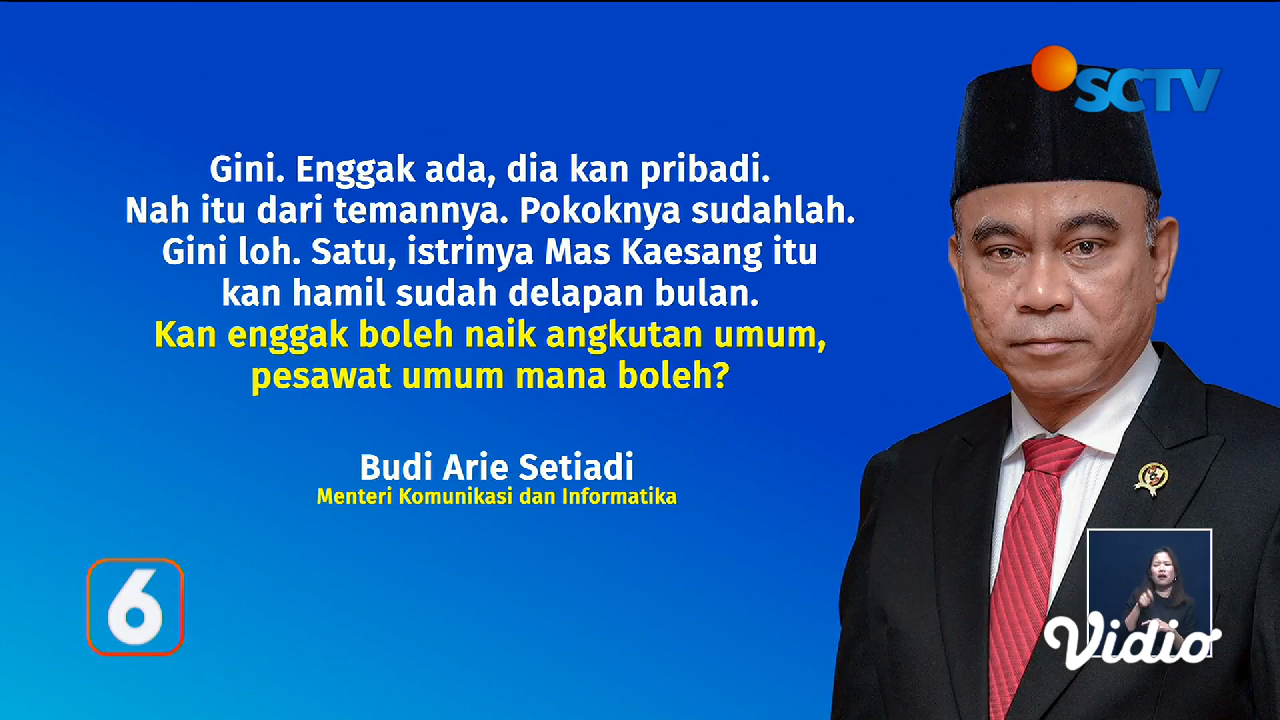 SCTV
Gini. Enggak ada, dia kan pribadi.
Nah itu dari temannya. Pokoknya sudahlah.
Gini loh. Satu, istrinya Mas Kaesang itu
kan hamil sudah delapan bulan.
Kan enggak boleh naik angkutan umum,
pesawat umum mana boleh?
Budi Arie Setiadi
Menteri Komunikasi dan Informatika
6
Vidio